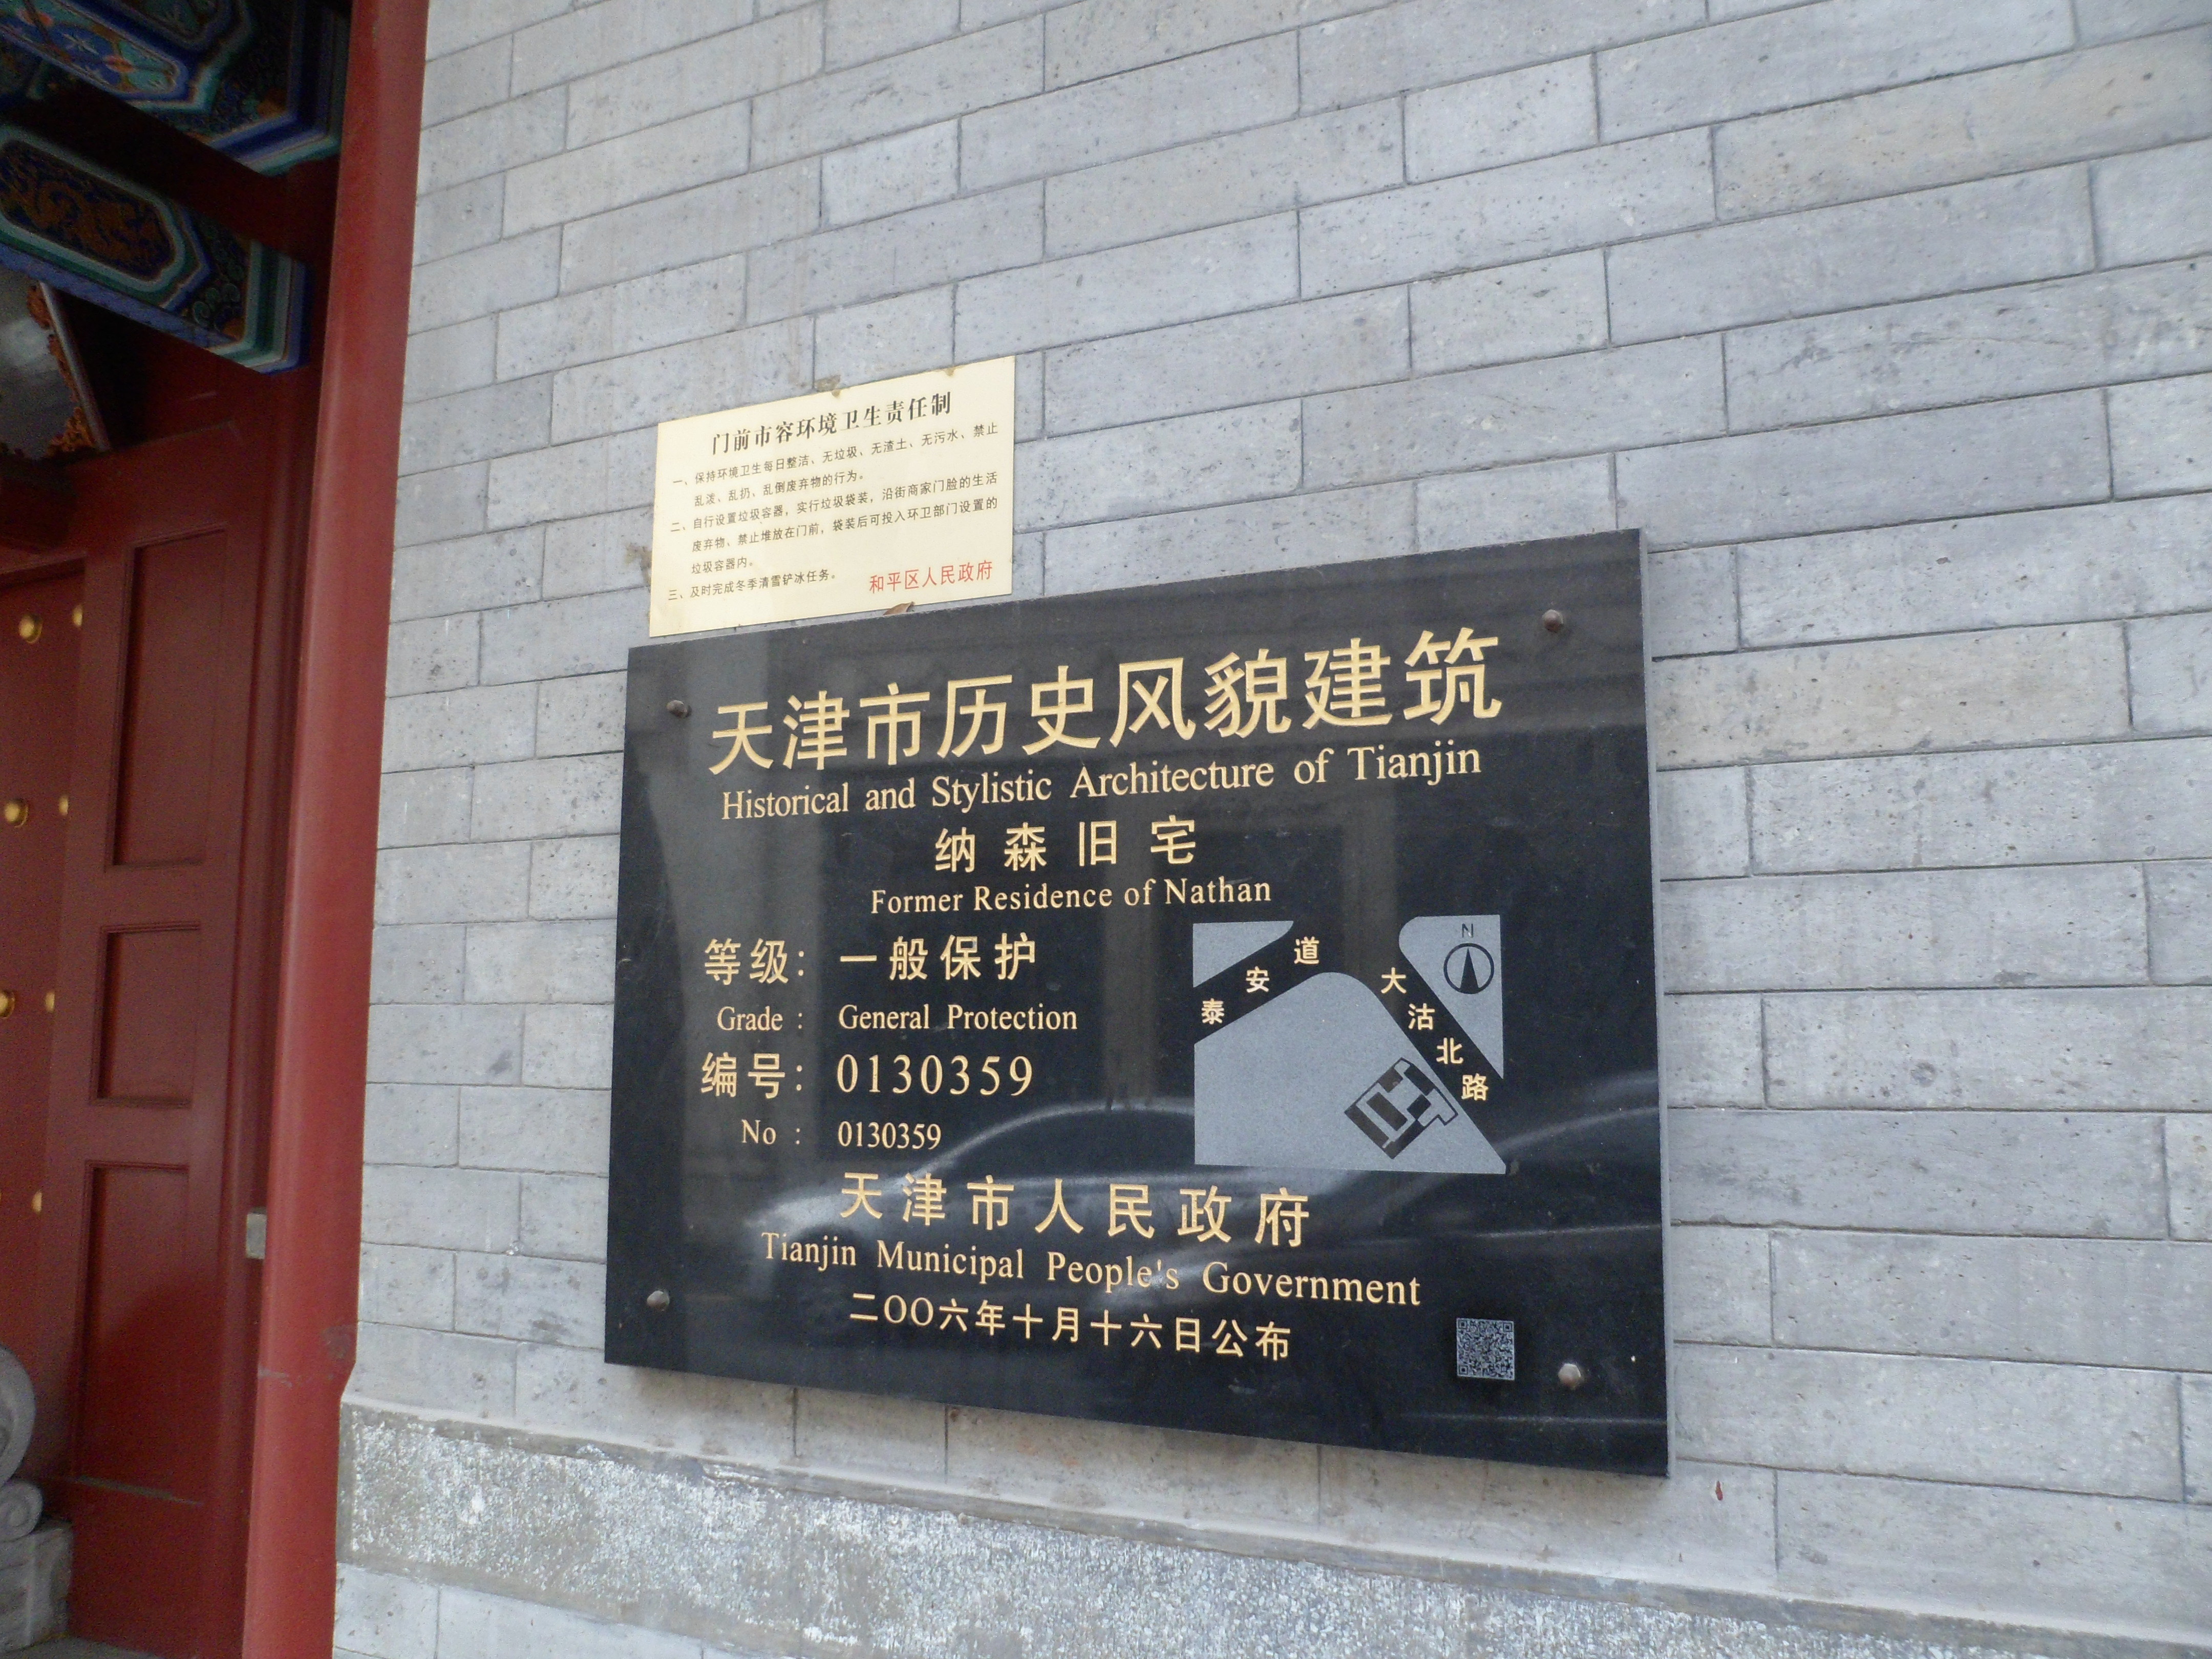 门前市容环境卫生责任制
一、保持环境卫生每日整洁、无垃圾、无渣土、无污水、禁止
乱泼、乱扔、乱倒废弃物的行为。
二、自行设置垃圾容器，实行垃圾袋装，沿街商家门脸的生活
废弃物、禁止堆放在门前，袋装后可投入环卫部门设置的
垃圾容器内。
三、及时完成冬季清雪铲冰任务。
和平区人民政府
天津市历史风貌建筑
Historical and Stylistic Architecture of Tianjin
纳森旧宅
Former Residence of Nathan
等级：一般保护
Grade : General Protection
编号：0130359
No : 0130359
泰安道
大沽北路
N
天津市人民政府
Tianjin Municipal People's Government
二〇〇六年十月十六日公布